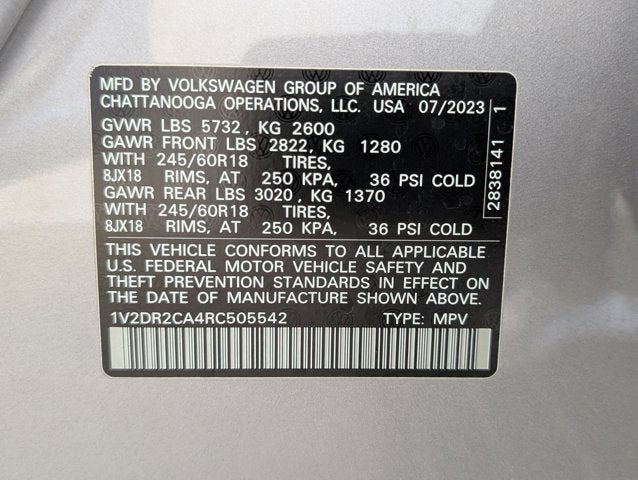 MFD BY VOLKSWAGEN GROUP OF AMERICA
CHATTANOOGA OPERATIONS, LLC. USA 07/2023
GVWR LBS 5732, KG 2600
GAWR FRONT LBS 2822, KG 1280
WITH 245/60R18 TIRES,
8JX18 RIMS, AT 250 KPA, 36 PSI COLD
GAWR REAR LBS 3020, KG 1370
WITH 245/60R18 TIRES,
8JX18 RIMS, AT 250 KPA, 36 PSI COLD
THIS VEHICLE CONFORMS TO ALL APPLICABLE
U.S. FEDERAL MOTOR VEHICLE SAFETY AND
THEFT PREVENTION STANDARDS IN EFFECT ON
THE DATE OF MANUFACTURE SHOWN ABOVE.
1V2DR2CA4RC505542 TYPE: MPV
2838141 1